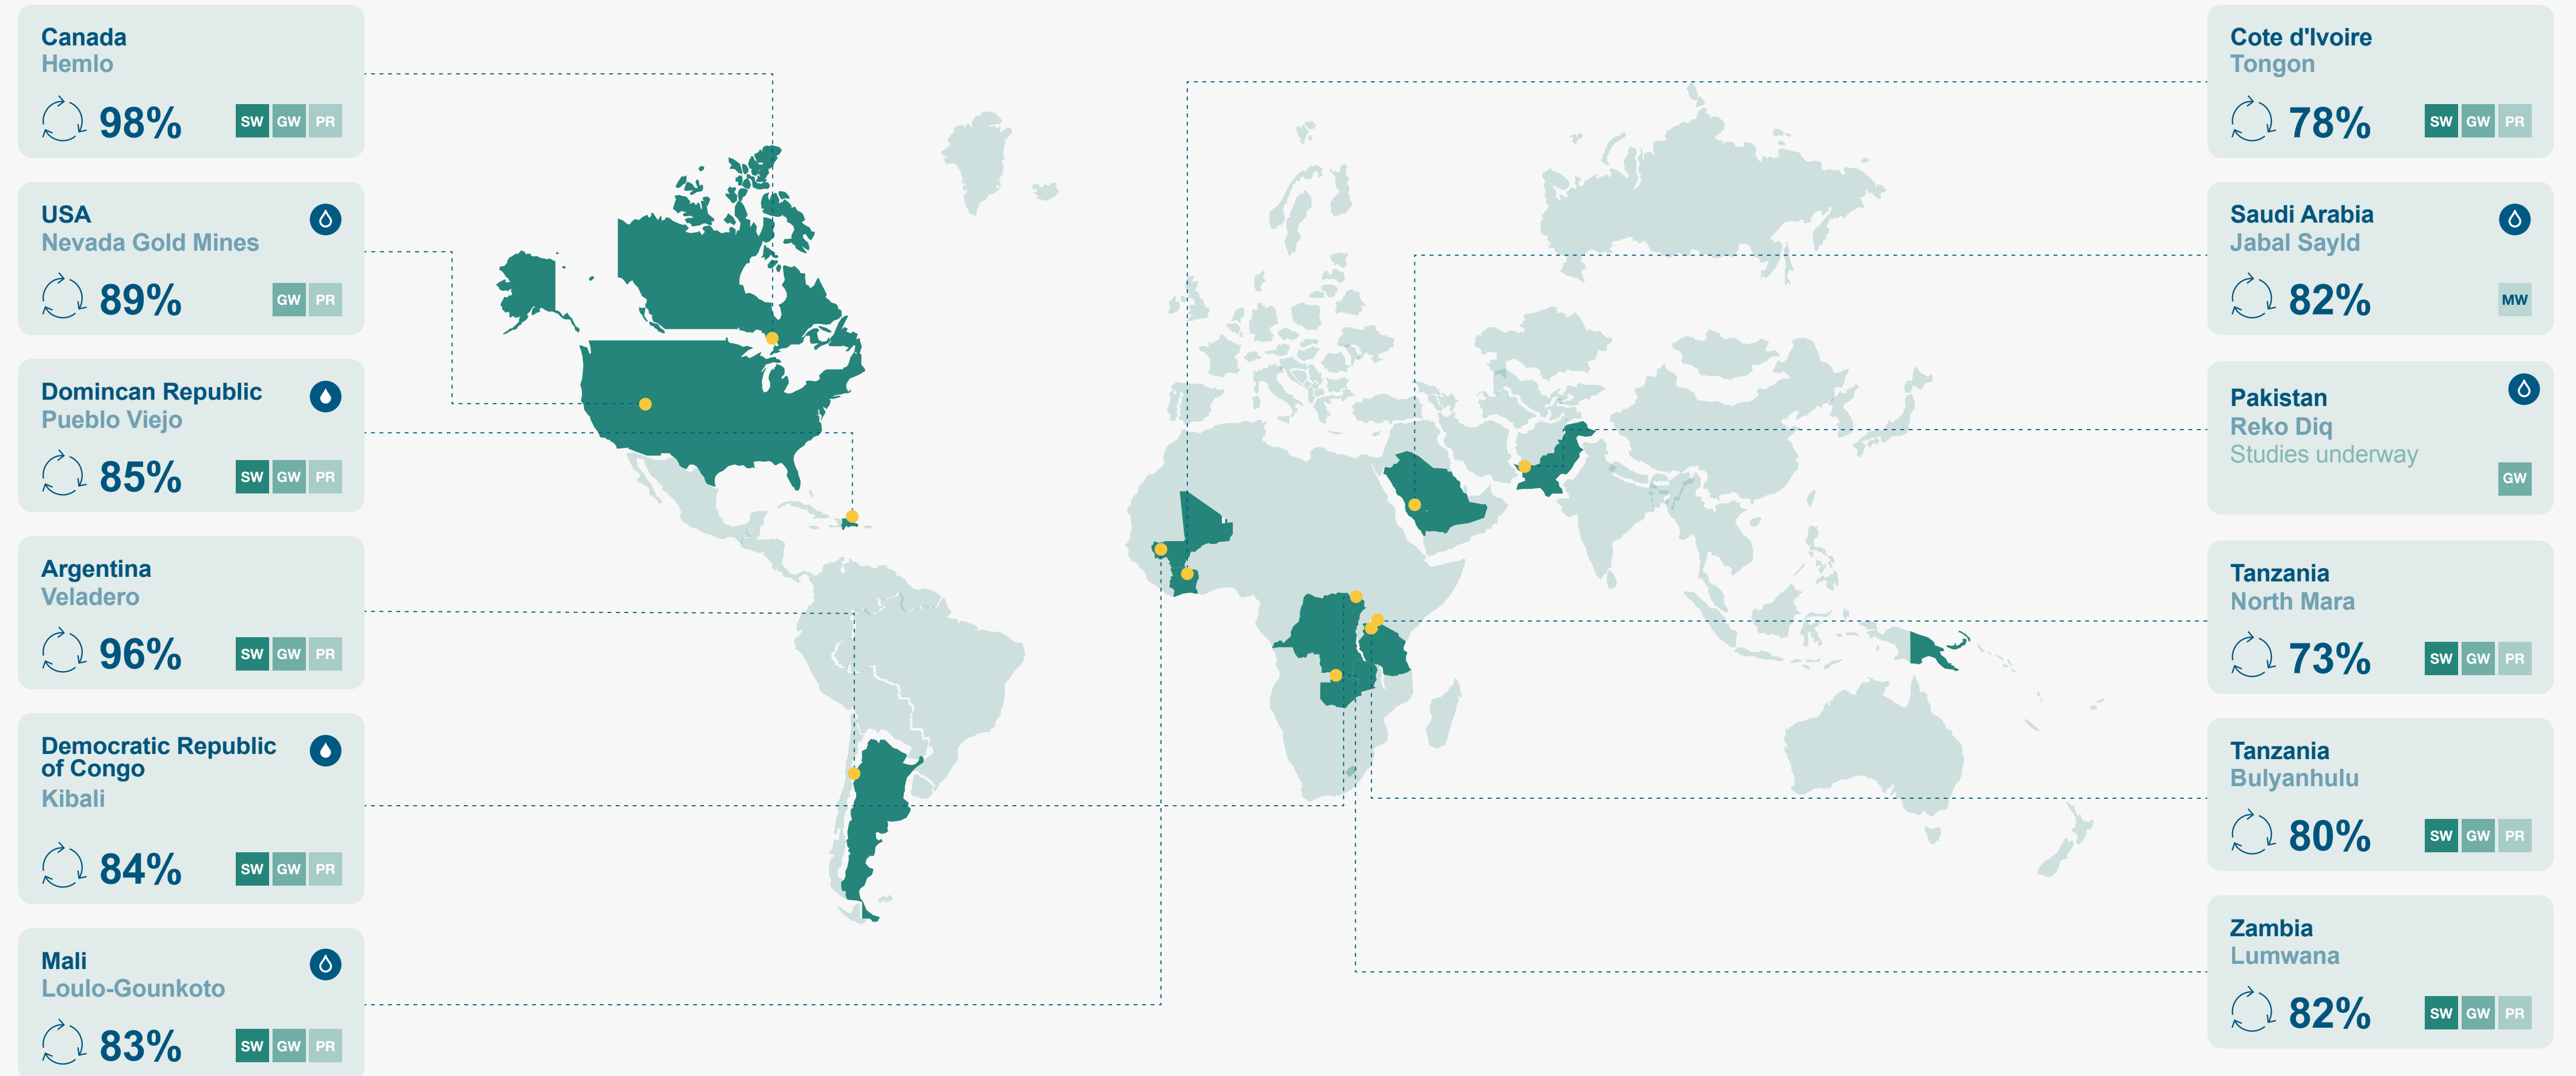 Canada
Hemlo
98%
SW GW PR
USA
Nevada Gold Mines
89%
GW PR
Domincan Republic
Pueblo Viejo
85%
SW GW PR
Argentina
Veladero
96%
SW GW PR
Democratic Republic
of Congo
Kibali
84%
SW GW PR
Mali
Loulo-Gounkoto
83%
SW GW PR
Cote d'Ivoire
Tongon
78%
SW GW PR
Saudi Arabia
Jabal Sayld
82%
MW
Pakistan
Reko Diq
Studies underway
GW
Tanzania
North Mara
73%
SW GW PR
Tanzania
Bulyanhulu
80%
SW GW PR
Zambia
Lumwana
82%
SW GW PR